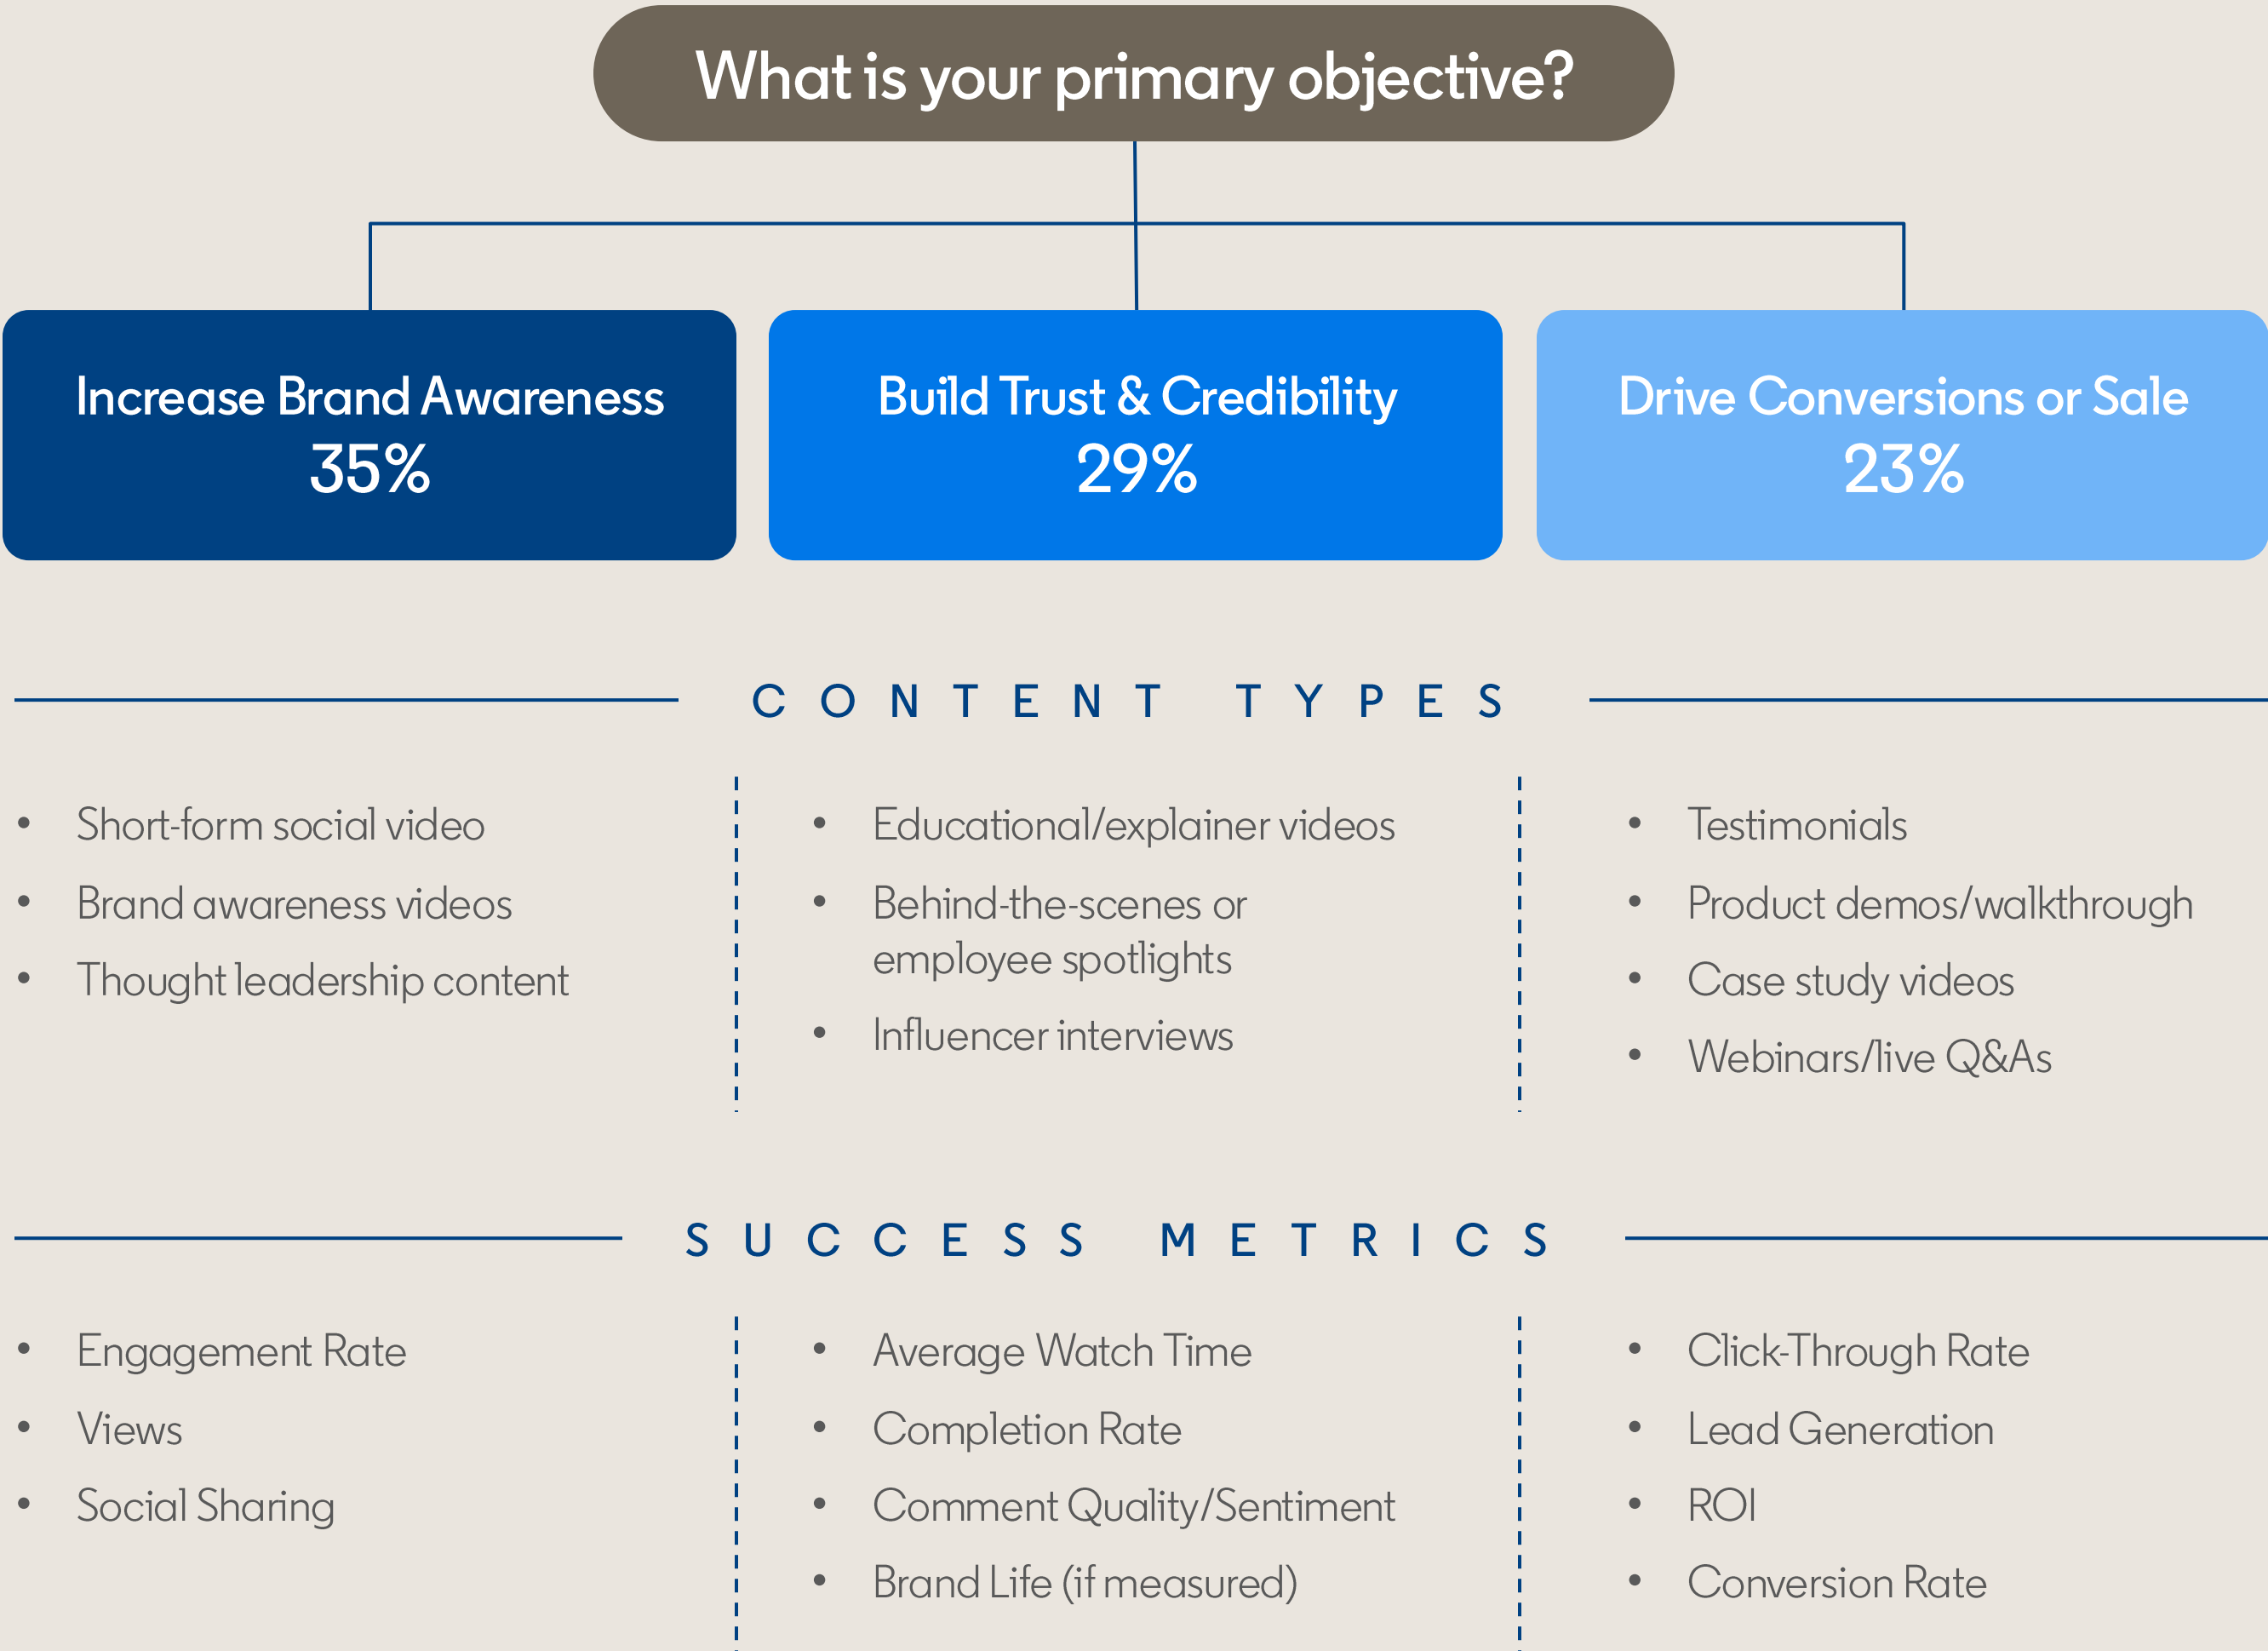 What is your primary objective?
Increase Brand Awareness
35%
Build Trust & Credibility
29%
Drive Conversions or Sale
23%
CONTENT TYPES
• Short-form social video
• Brand awareness videos
• Thought leadership content
• Educational/explainer videos
• Behind-the-scenes or
employee spotlights
• Influencer interviews
• Testimonials
• Product demos/walkthrough
• Case study videos
• Webinars/live Q&As
SUCCESS METRICS
• Engagement Rate
• Views
• Social Sharing
• Average Watch Time
• Completion Rate
• Comment Quality/Sentiment
• Brand Life (if measured)
• Click-Through Rate
• Lead Generation
• ROI
• Conversion Rate